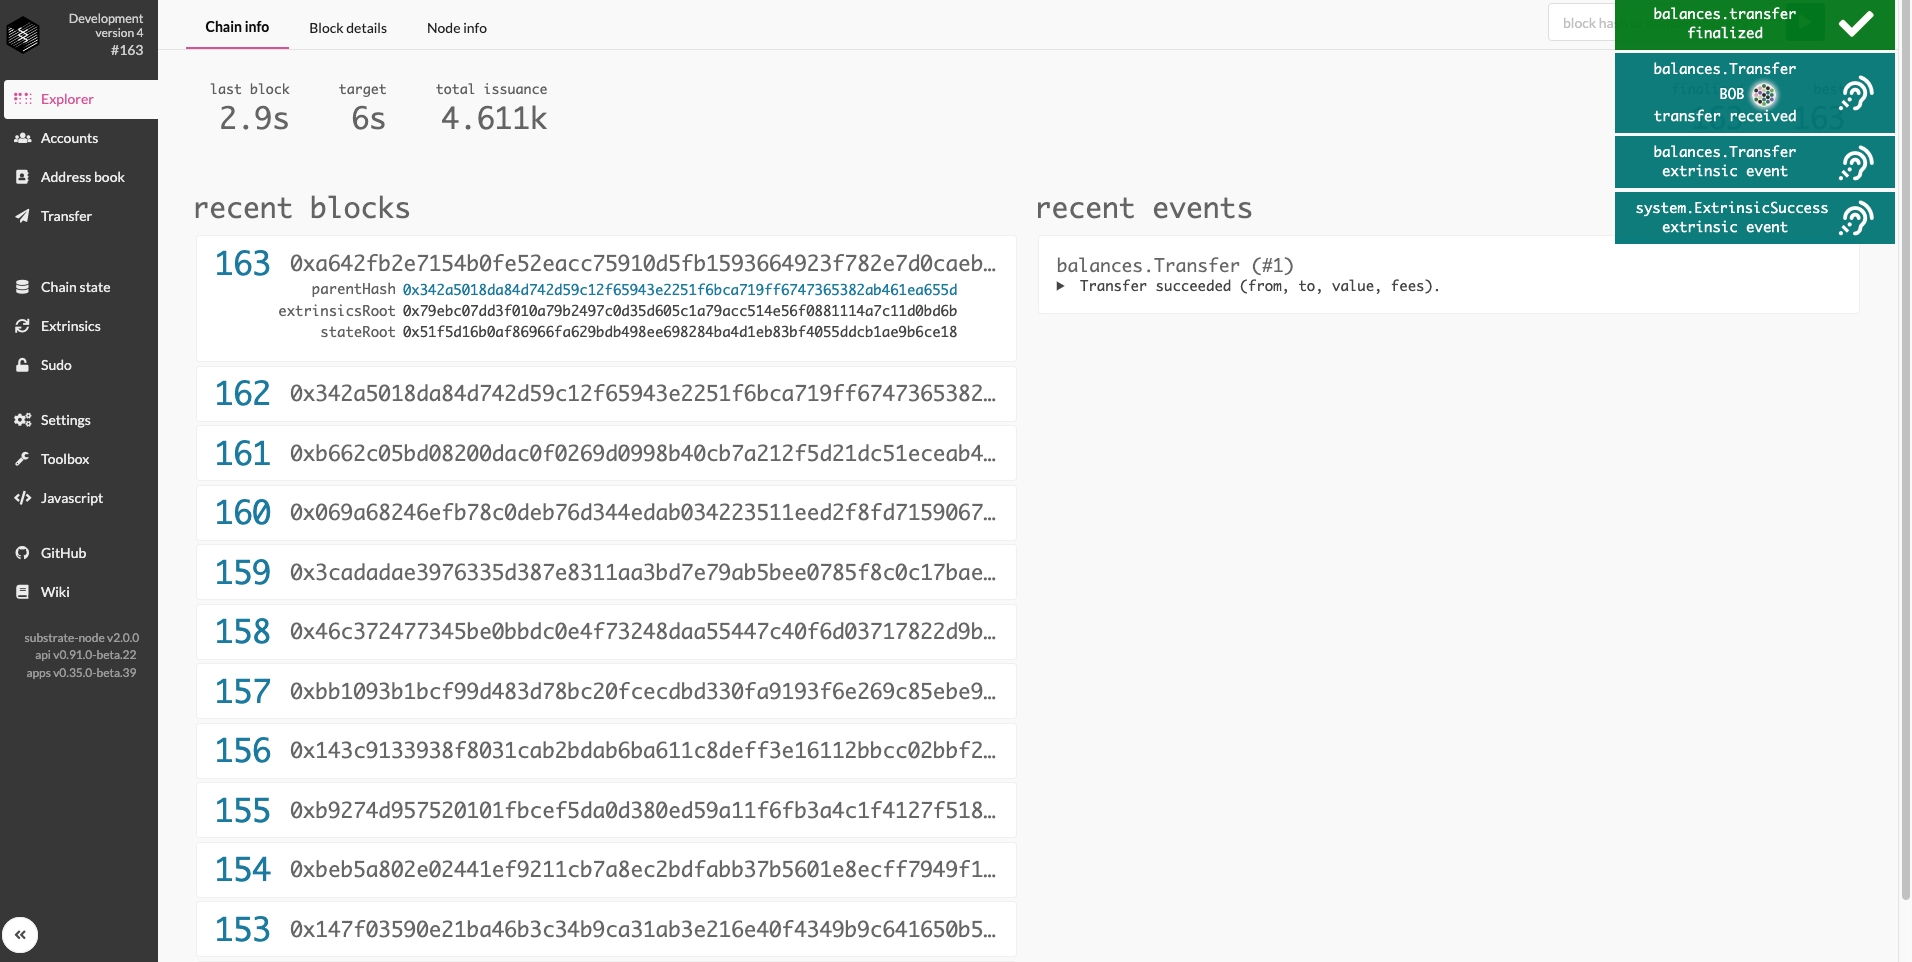 Development
version 4
#163
Explorer
Accounts
Address book
Transfer
Chain state
Extrinsics
Sudo
Settings
Toolbox
Javascript
GitHub
Wiki
substrate-node v2.0.0
api v0.91.0-beta.22
apps v0.35.0-beta.39
Chain info
Block details
Node info
block ha
last block
2.9s
target
6s
total issuance
4.611k
balances.transfer
finalized
balances.Transfer
BOB
transfer received
balances.Transfer
extrinsic event
system.ExtrinsicSuccess
extrinsic event
recent blocks
163 0xa642fb2e7154b0fe52eacc75910d5fb1593664923f782e7d0caeb…
parentHash 0x342a5018da84d742d59c12f65943e2251f6bca719ff6747365382ab461ea655d
extrinsicsRoot 0x79ebc07dd3f010a79b2497c0d35d605c1a79acc514e56f0881114a7c11d0bd6b
stateRoot 0x51f5d16b0af86966fa629bdb498ee698284ba4d1eb83bf4055ddcb1ae9b6ce18
162 0x342a5018da84d742d59c12f65943e2251f6bca719ff6747365382…
161 0xb662c05bd08200dac0f0269d0998b40cb7a212f5d21dc51eceab4…
160 0x069a68246efb78c0deb76d344edab034223511eed2f8fd7159067…
159 0x3cadadae3976335d387e8311aa3bd7e79ab5bee0785f8c0c17bae…
158 0x46c372477345be0bbdc0e4f73248daa55447c40f6d03717822d9b…
157 0xbb1093b1bcf99d483d78bc20fcecdbd330fa9193f6e269c85ebe9…
156 0x143c9133938f8031cab2bdab6ba611c8deff3e16112bbcc02bbf2…
155 0xb9274d957520101fbcef5da0d380ed59a11f6fb3a4c1f4127f518…
154 0xbeb5a802e02441ef9211cb7a8ec2bdfabb37b5601e8ecff7949f1…
153 0x147f03590e21ba46b3c34b9ca31ab3e216e40f4349b9c641650b5…
recent events
balances.Transfer (#1)
Transfer succeeded (from, to, value, fees).